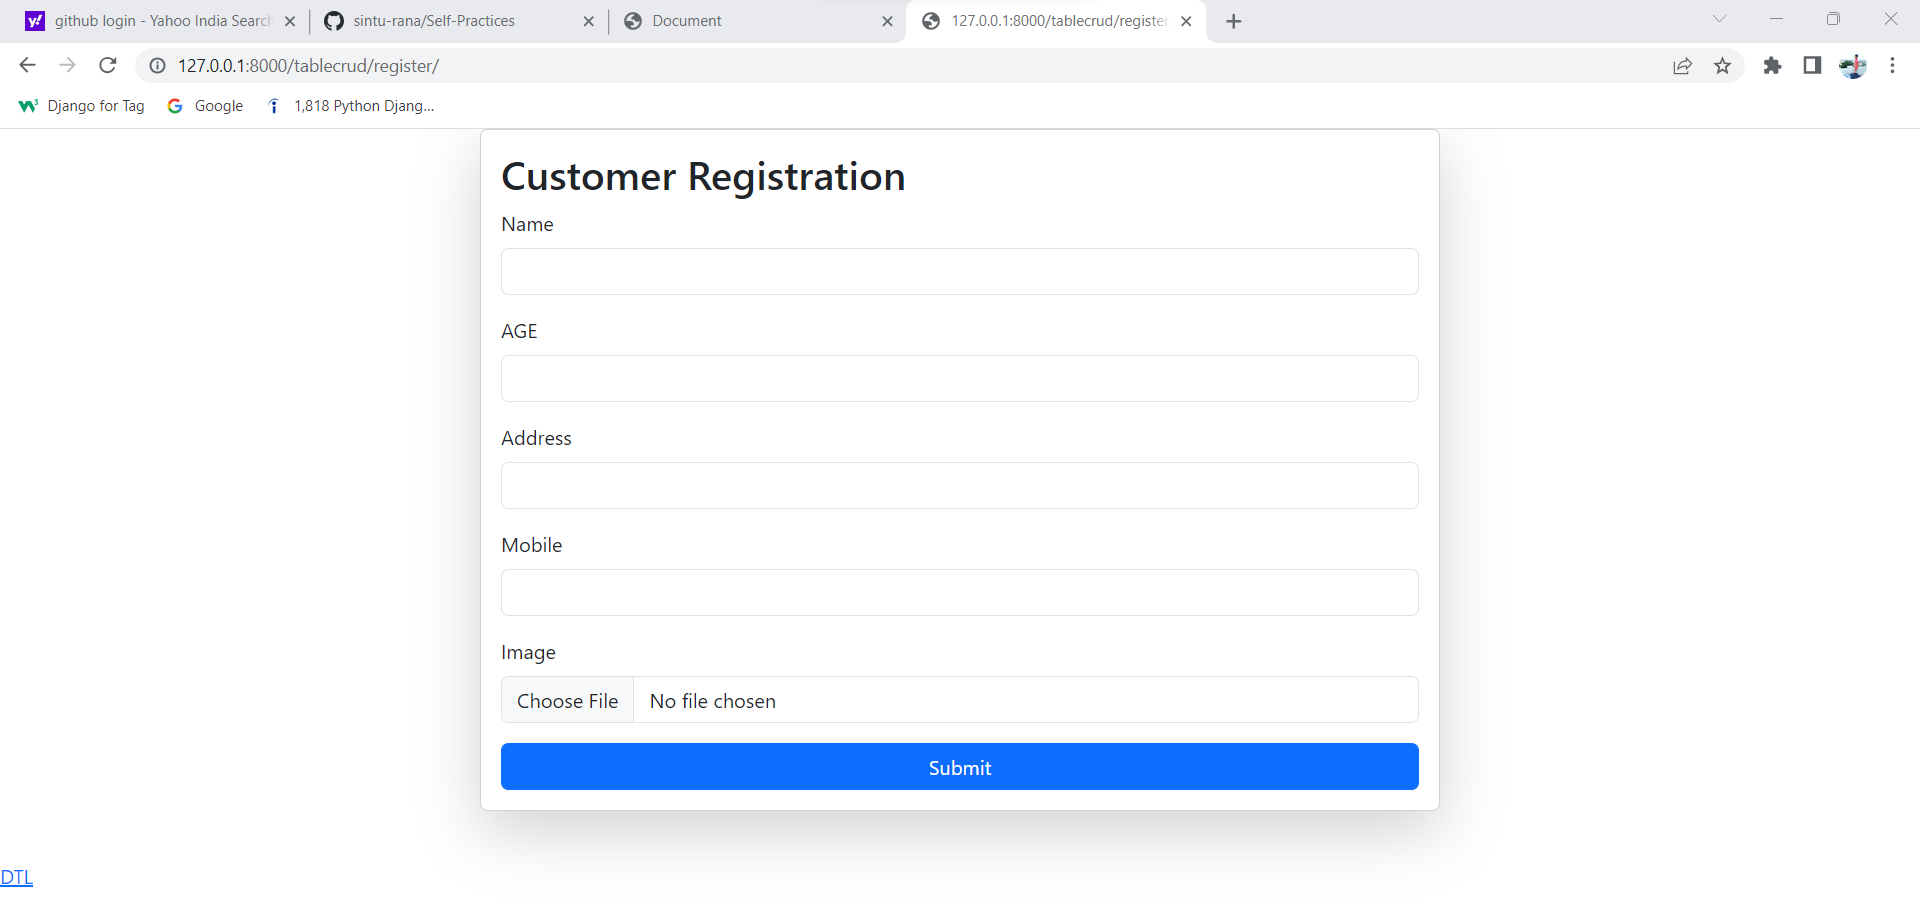 github login - Yahoo India Search
sintu-rana/Self-Practices
Document
127.0.0.1:8000/tablecrud/register
127.0.0.1:8000/tablecrud/register/
Django for Tag
Google
1,818 Python Djang...
Customer Registration
Name
AGE
Address
Mobile
Image
Choose File No file chosen
Submit
DTL